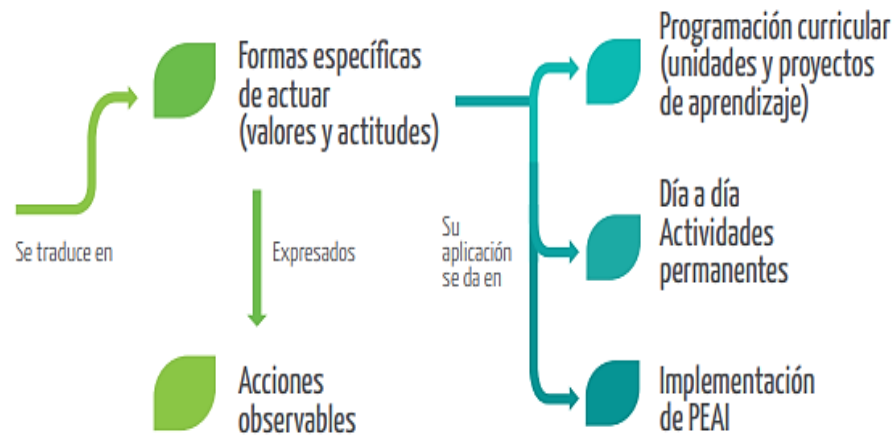 Formas específicas
de actuar
(valores y actitudes)
Se traduce en
Expresados
Acciones
observables
Su
aplicación
se da en
Programación curricular
(unidades y proyectos
de aprendizaje)
Día a día
Actividades
permanentes
Implementación
de PEAI